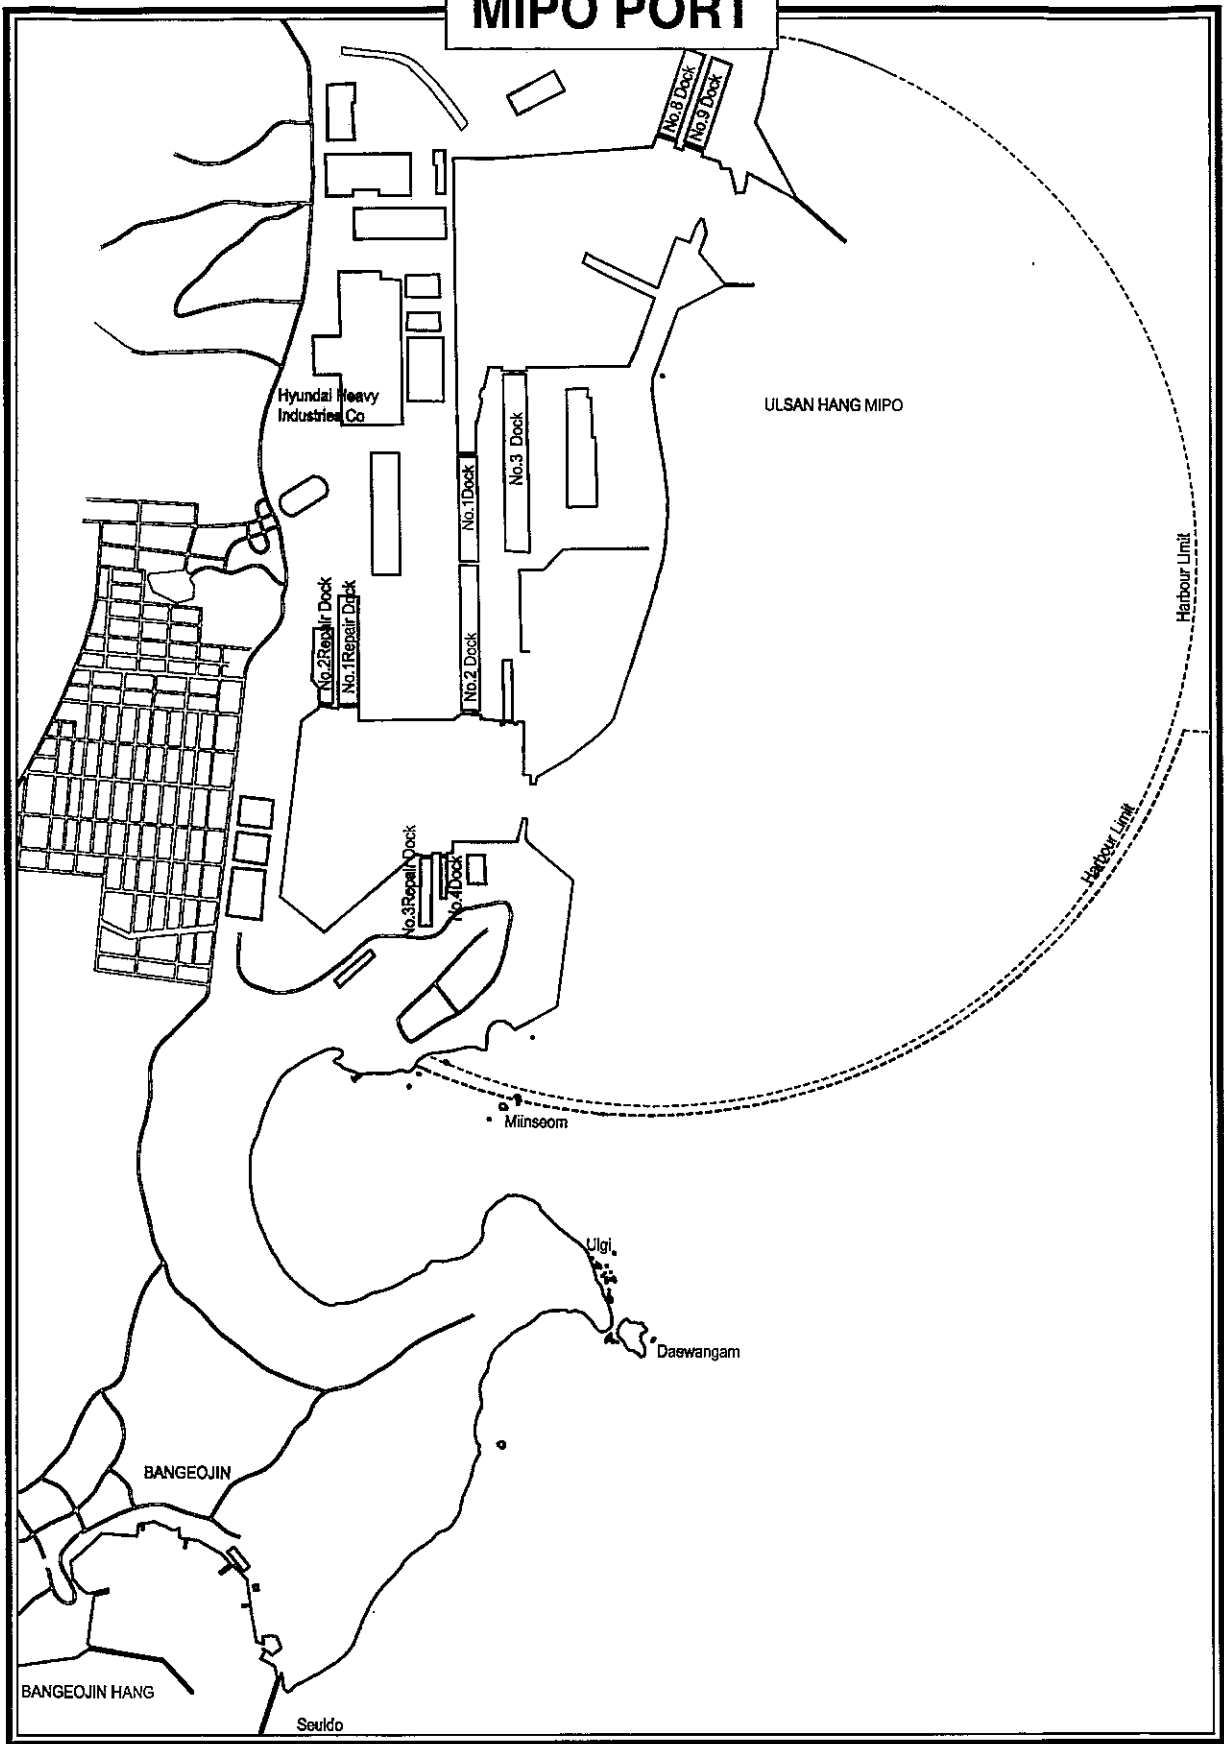 MIPO PORT
No.8 Dock
No.9 Dock
Hyundai Heavy
Industries Co
ULSAN HANG MIPO
No.3 Dock
No.1Dock
Harbour Limit
No.2Repair Dock
No.1Repair Dock
No.2 Dock
Harbour Limit
No.3Repair Dock
No.4Dock
Miinseom
Ulgi
Daewangam
BANGEOJIN
BANGEOJIN HANG
Seuldo